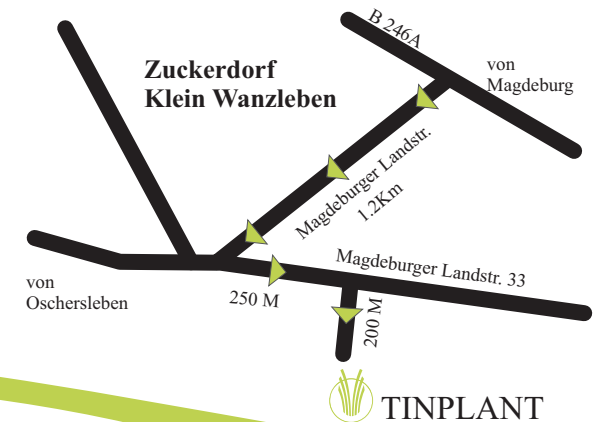 B 246A
von
Magdeburg
Zuckerdorf
Klein Wanzleben
Magdeburger Landstr.
1.2Km
Magdeburger Landstr. 33
von
Oschersleben
250 M
200 M
TINPLANT